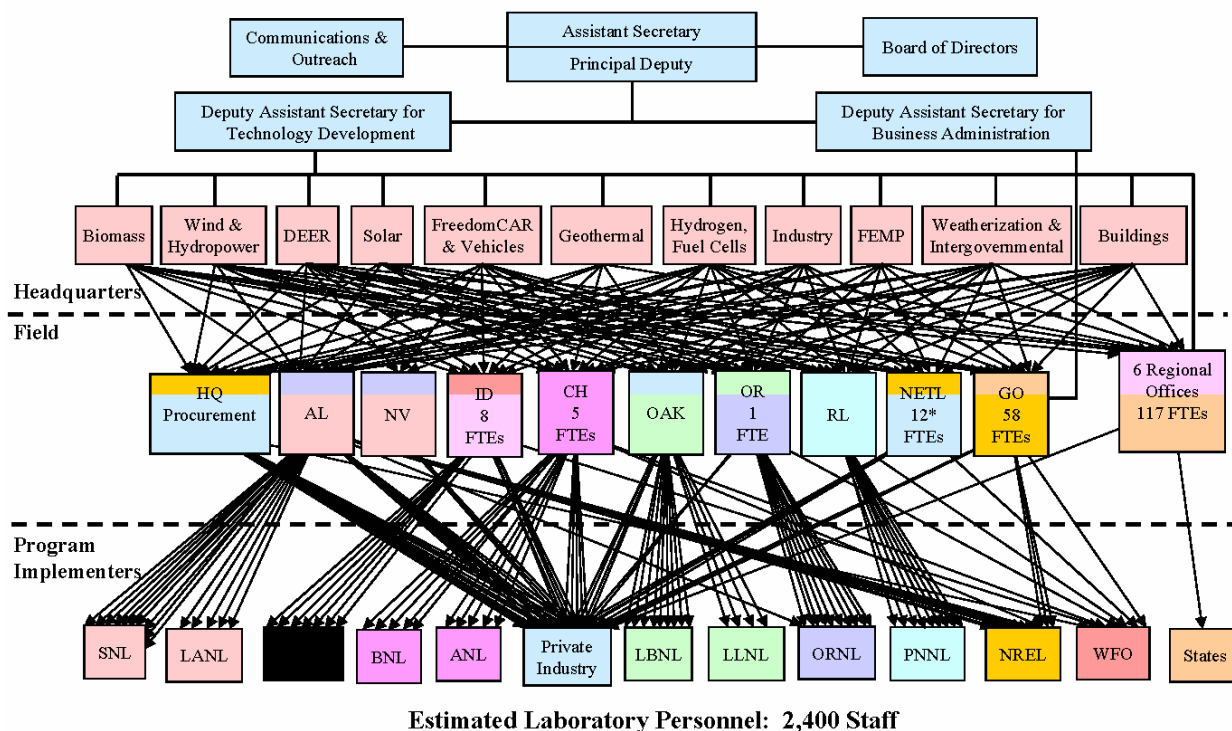 Communications &
Outreach
Assistant Secretary
Principal Deputy
Board of Directors
Deputy Assistant Secretary for
Technology Development
Deputy Assistant Secretary for
Business Administration
Biomass
Wind &
Hydropower
DEER
Solar
FreedomCAR
& Vehicles
Geothermal
Hydrogen,
Fuel Cells
Industry
FEMP
Weatherization &
Intergovernmental
Buildings
Headquarters
Field
HQ
Procurement
AL
NV
ID
8
FTEs
CH
5
FTEs
OAK
OR
1
FTE
RL
NETL
12*
FTEs
GO
58
FTEs
6 Regional
Offices
117 FTEs
Program
Implementers
SNL
LANL
BNL
ANL
Private
Industry
LBNL
LLNL
ORNL
PNNL
NREL
WFO
States
Estimated Laboratory Personnel: 2,400 Staff